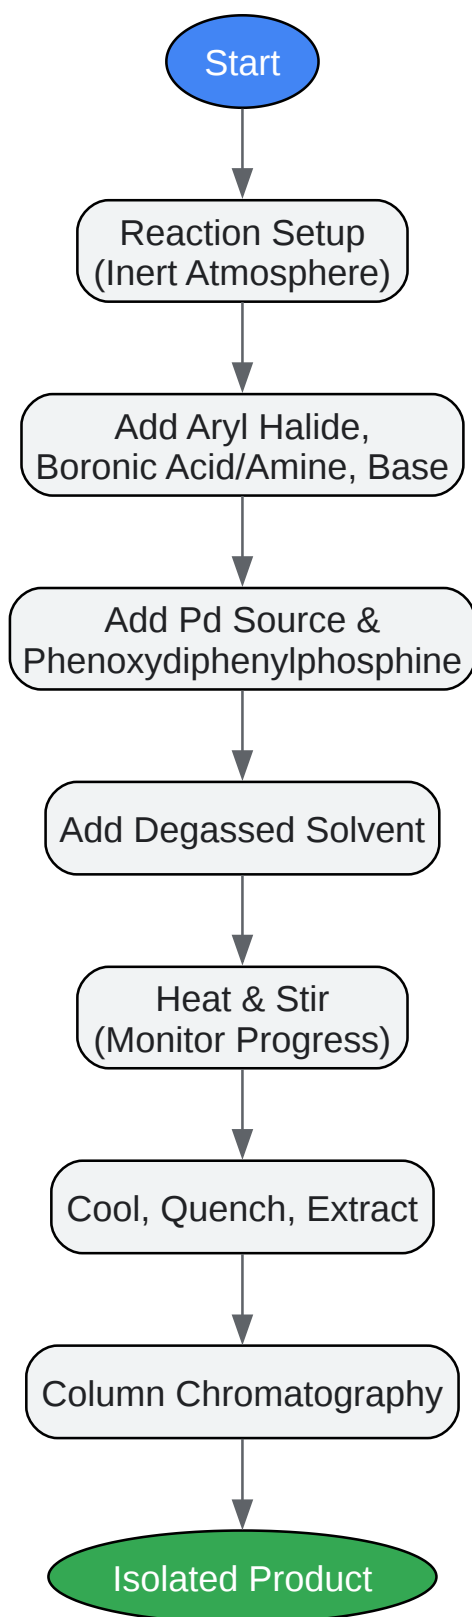 Start
Reaction Setup
(Inert Atmosphere)
Add Aryl Halide,
Boronic Acid/Amine, Base
Add Pd Source &
Phenoxydiphenylphosphine
Add Degassed Solvent
Heat & Stir
(Monitor Progress)
Cool, Quench, Extract
Column Chromatography
Isolated Product